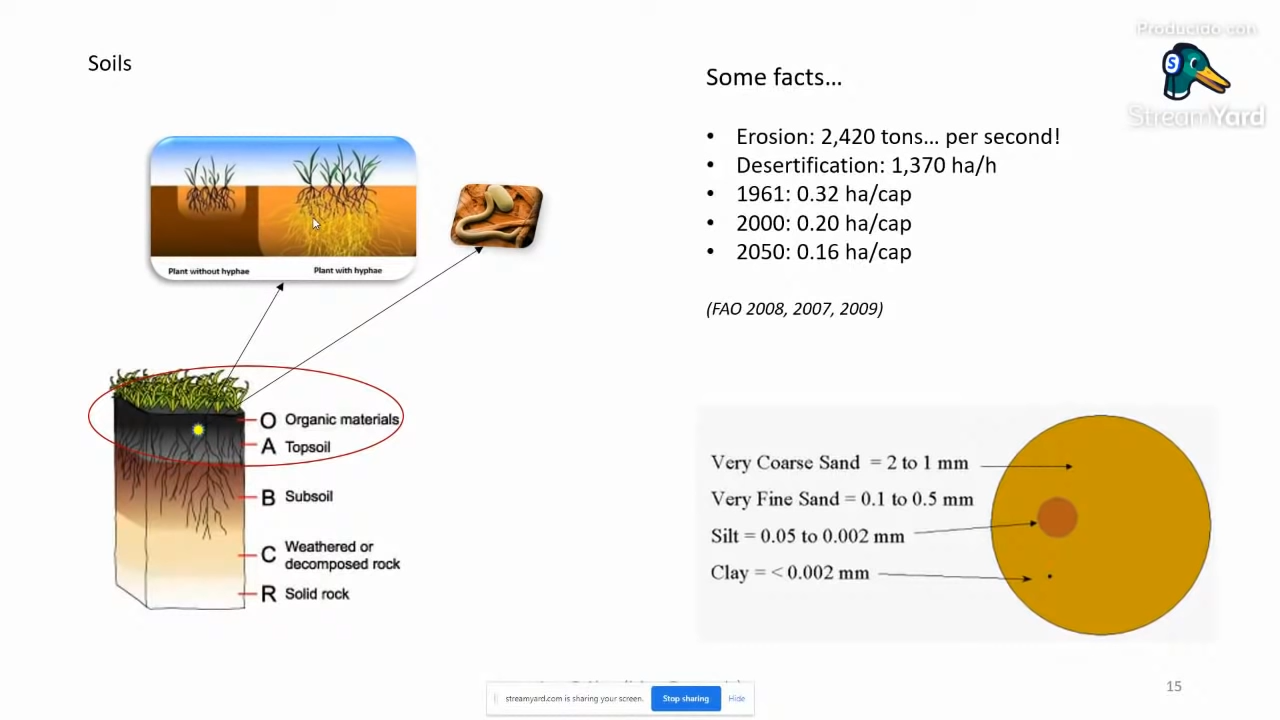 Soils
Plant without hyphae
Plant with hyphae
O Organic materials
A Topsoil
B Subsoil
C Weathered or
decomposed rock
R Solid rock
Producido con
S
StreamYard
Some facts...
• Erosion: 2,420 tons... per second!
• Desertification: 1,370 ha/h
• 1961: 0.32 ha/cap
• 2000: 0.20 ha/cap
• 2050: 0.16 ha/cap
(FAO 2008, 2007, 2009)
Very Coarse Sand = 2 to 1 mm
Very Fine Sand = 0.1 to 0.5 mm
Silt = 0.05 to 0.002 mm
Clay = < 0.002 mm
streamyard.com is sharing your screen. Stop sharing Hide
15